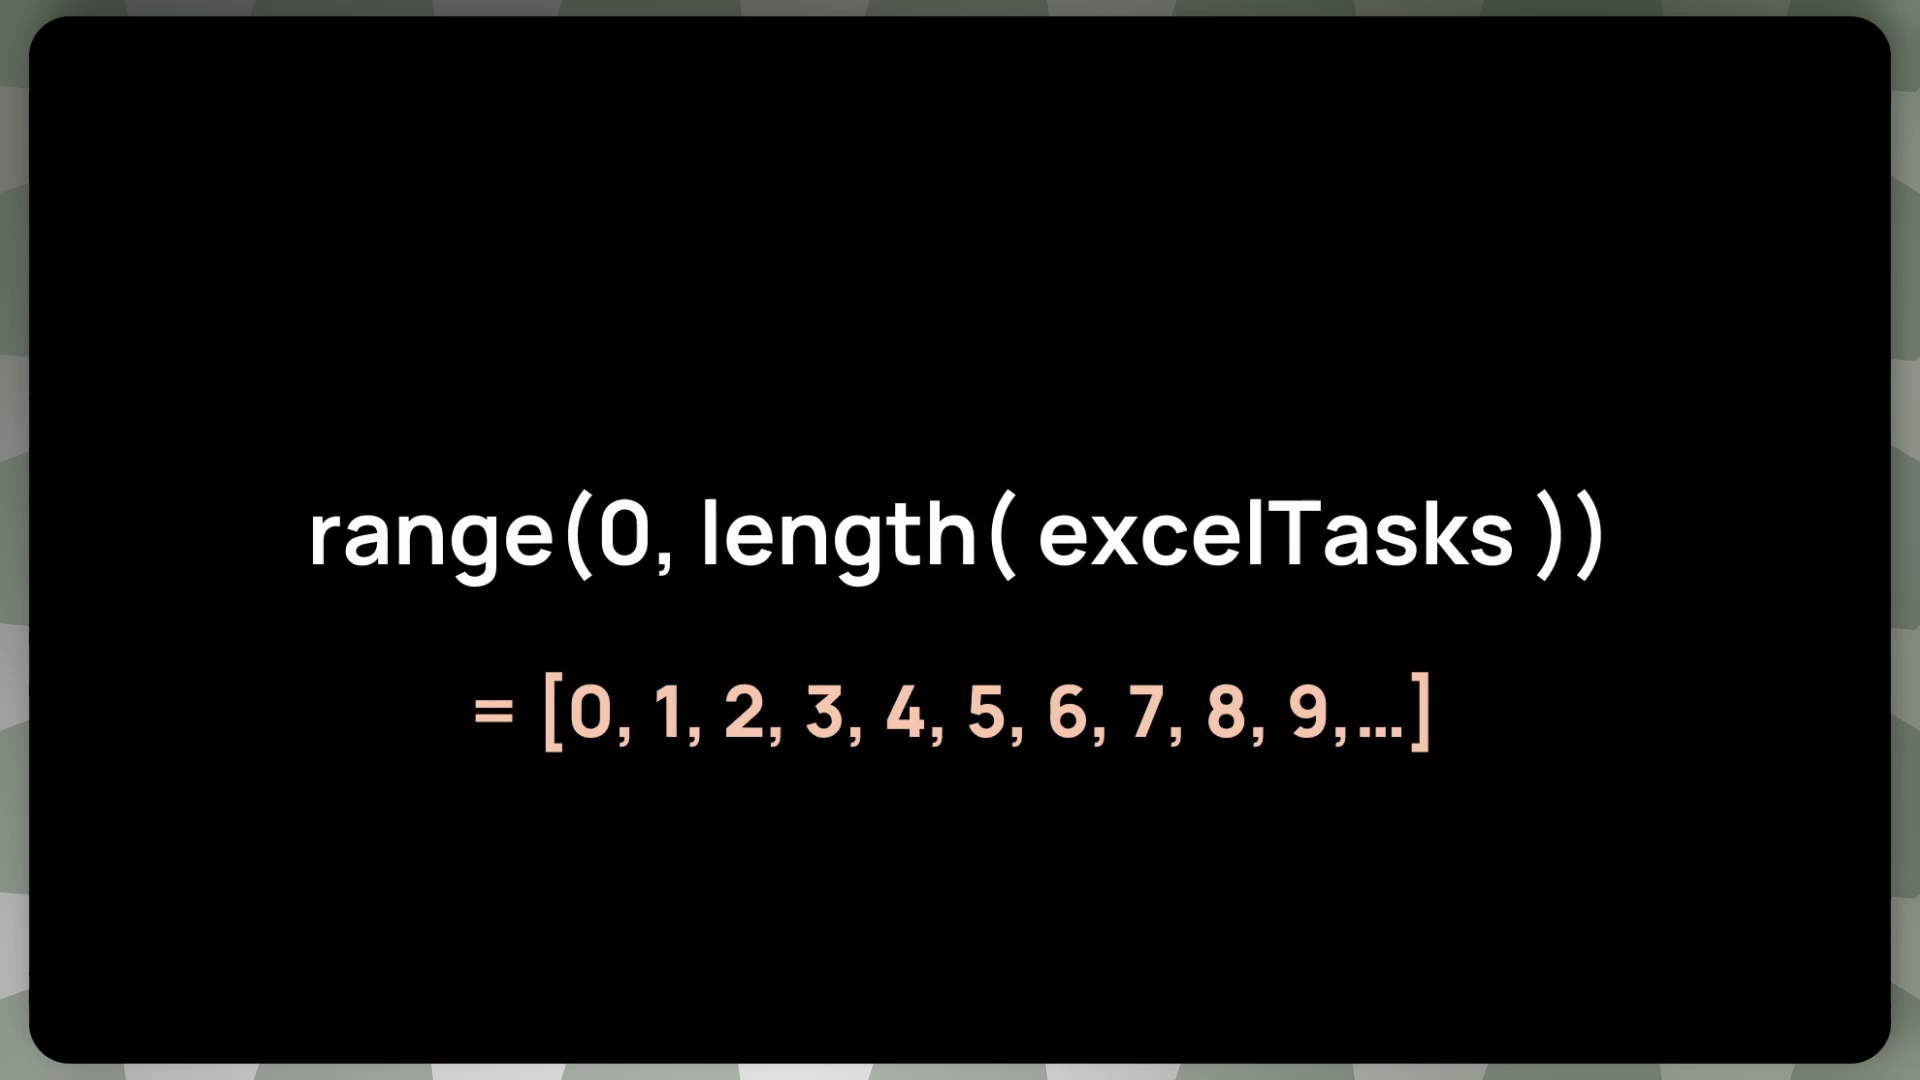 range(0, length( excelTasks ))
= [0, 1, 2, 3, 4, 5, 6, 7, 8, 9,...]